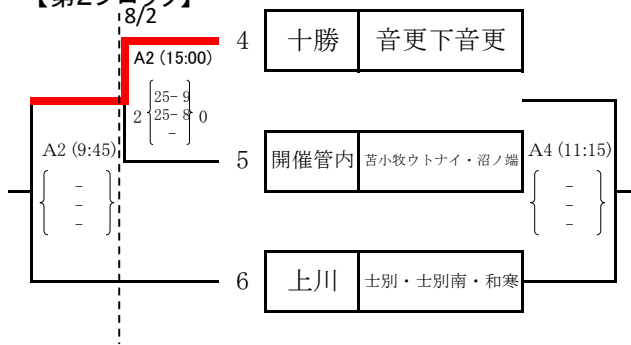 【第2ブロック】
8/2
4 十勝 音更下音更
A2 (15:00)
25- 9
2 25- 8 0
-
A2 (9:45)
-
-
-
5 開催管内 苫小牧ウトナイ・沼ノ端
A4 (11:15)
-
-
-
6 上川 士別・士別南・和寒